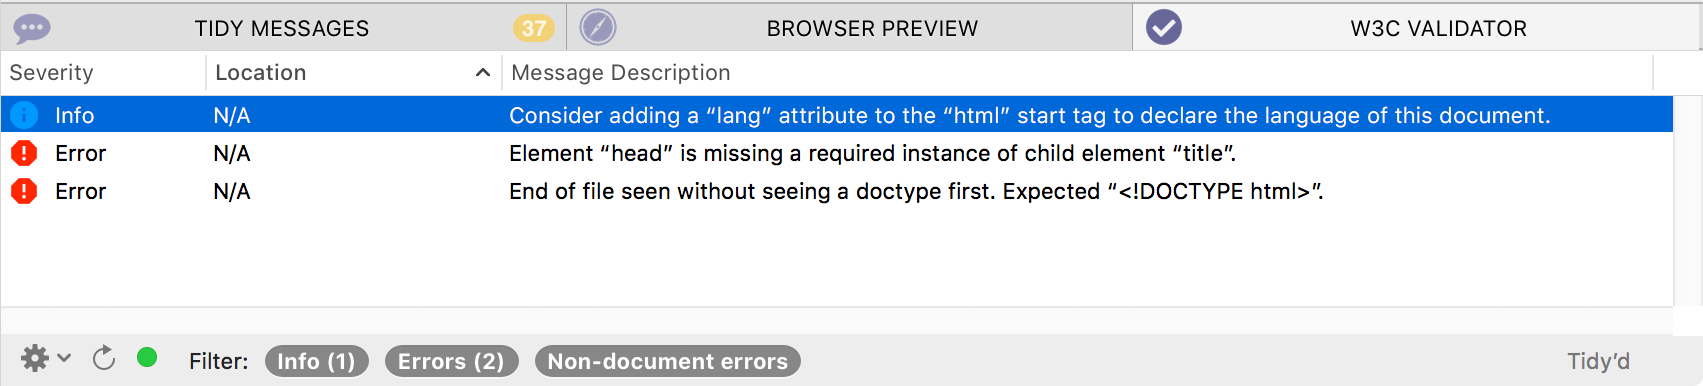 TIDY MESSAGES 37 BROWSER PREVIEW W3C VALIDATOR
Severity Location Message Description
Info N/A Consider adding a “lang” attribute to the “html” start tag to declare the language of this document.
Error N/A Element “head” is missing a required instance of child element “title”.
Error N/A End of file seen without seeing a doctype first. Expected “<!DOCTYPE html>”.
Filter: Info (1) Errors (2) Non-document errors Tidy’d